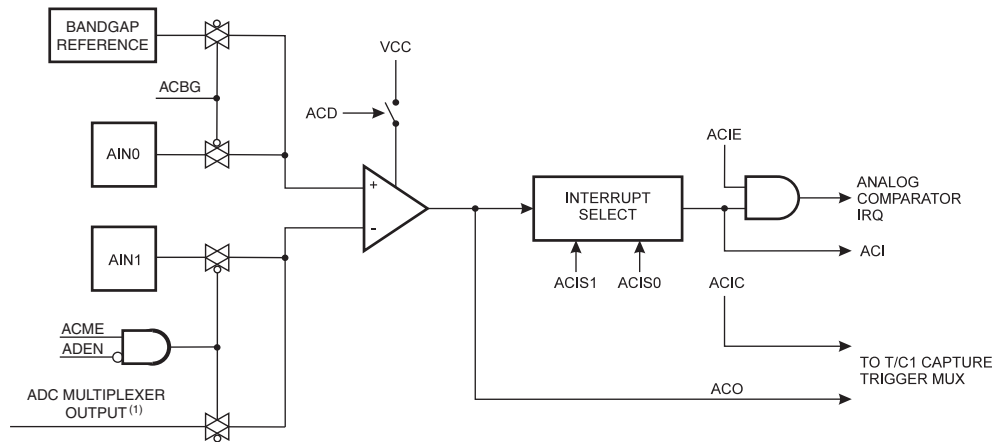 BANDGAP
REFERENCE
VCC
ACBG
ACD
AIN0
ACIE
+
INTERRUPT
SELECT
ANALOG
COMPARATOR
IRQ
-
AIN1
ACI
ACIS1
ACIS0
ACIC
ACME
ADEN
TO T/C1 CAPTURE
TRIGGER MUX
ADC MULTIPLEXER
OUTPUT(1)
ACO